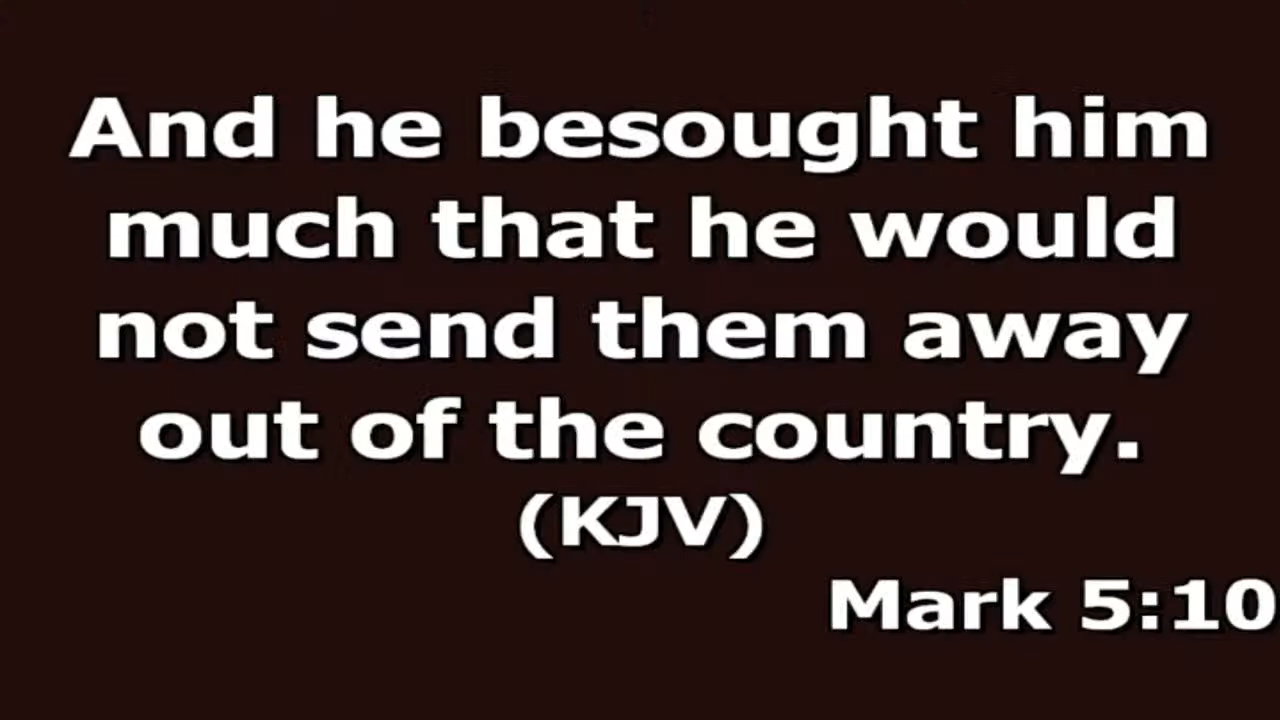 And he besought him
much that he would
not send them away
out of the country.
(KJV)
Mark 5:10